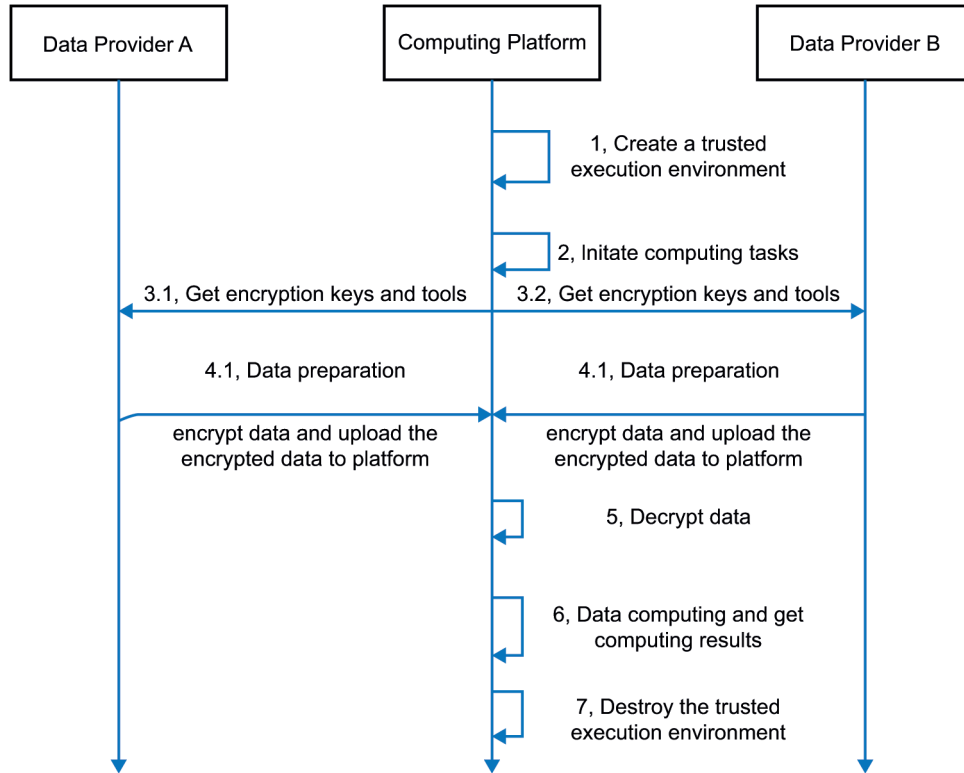 Data Provider A
Computing Platform
Data Provider B
1, Create a trusted
execution environment
2, Initate computing tasks
3.1, Get encryption keys and tools
3.2, Get encryption keys and tools
4.1, Data preparation
4.1, Data preparation
encrypt data and upload the
encrypted data to platform
encrypt data and upload the
encrypted data to platform
5, Decrypt data
6, Data computing and get
computing results
7, Destroy the trusted
execution environment